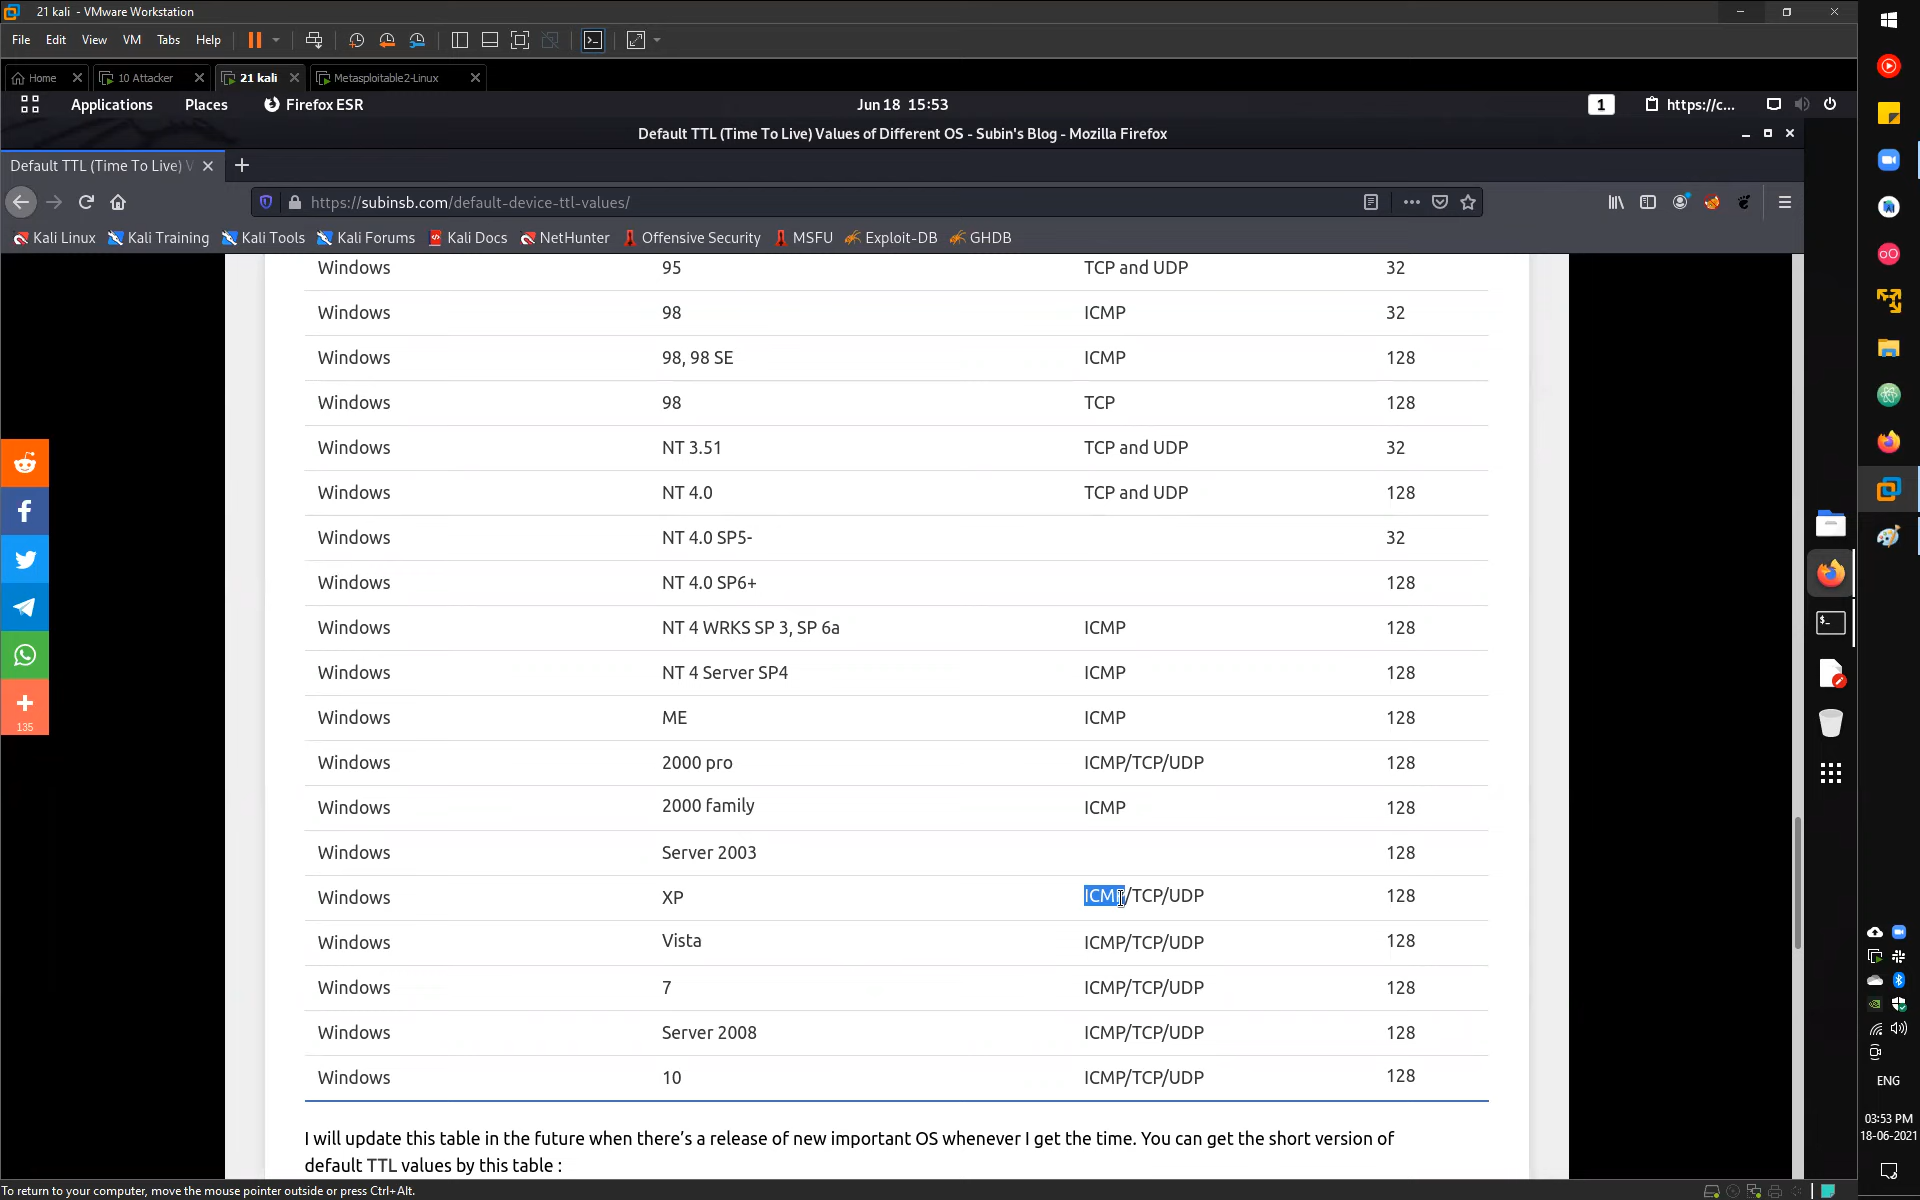 21 kali - VMware Workstation
File Edit View VM Tabs Help
Home 10 Attacker 21 kali Metasploitable2-Linux
Applications Places Firefox ESR Jun 18 15:53 1 https://c...
Default TTL (Time To Live) Values of Different OS - Subin's Blog - Mozilla Firefox
Default TTL (Time To Live) V
https://subinsb.com/default-device-ttl-values/
Kali Linux Kali Training Kali Tools Kali Forums Kali Docs NetHunter Offensive Security MSFU Exploit-DB GHDB
Windows 95 TCP and UDP 32
Windows 98 ICMP 32
Windows 98, 98 SE ICMP 128
Windows 98 TCP 128
Windows NT 3.51 TCP and UDP 32
Windows NT 4.0 TCP and UDP 128
Windows NT 4.0 SP5- 32
Windows NT 4.0 SP6+ 128
Windows NT 4 WRKS SP 3, SP 6a ICMP 128
Windows NT 4 Server SP4 ICMP 128
Windows ME ICMP 128
Windows 2000 pro ICMP/TCP/UDP 128
Windows 2000 family ICMP 128
Windows Server 2003 128
Windows XP ICMP/TCP/UDP 128
Windows Vista ICMP/TCP/UDP 128
Windows 7 ICMP/TCP/UDP 128
Windows Server 2008 ICMP/TCP/UDP 128
Windows 10 ICMP/TCP/UDP 128
I will update this table in the future when there's a release of new important OS whenever I get the time. You can get the short version of
default TTL values by this table :
135
ENG
03:53 PM
18-06-2021
To return to your computer, move the mouse pointer outside or press Ctrl+Alt.